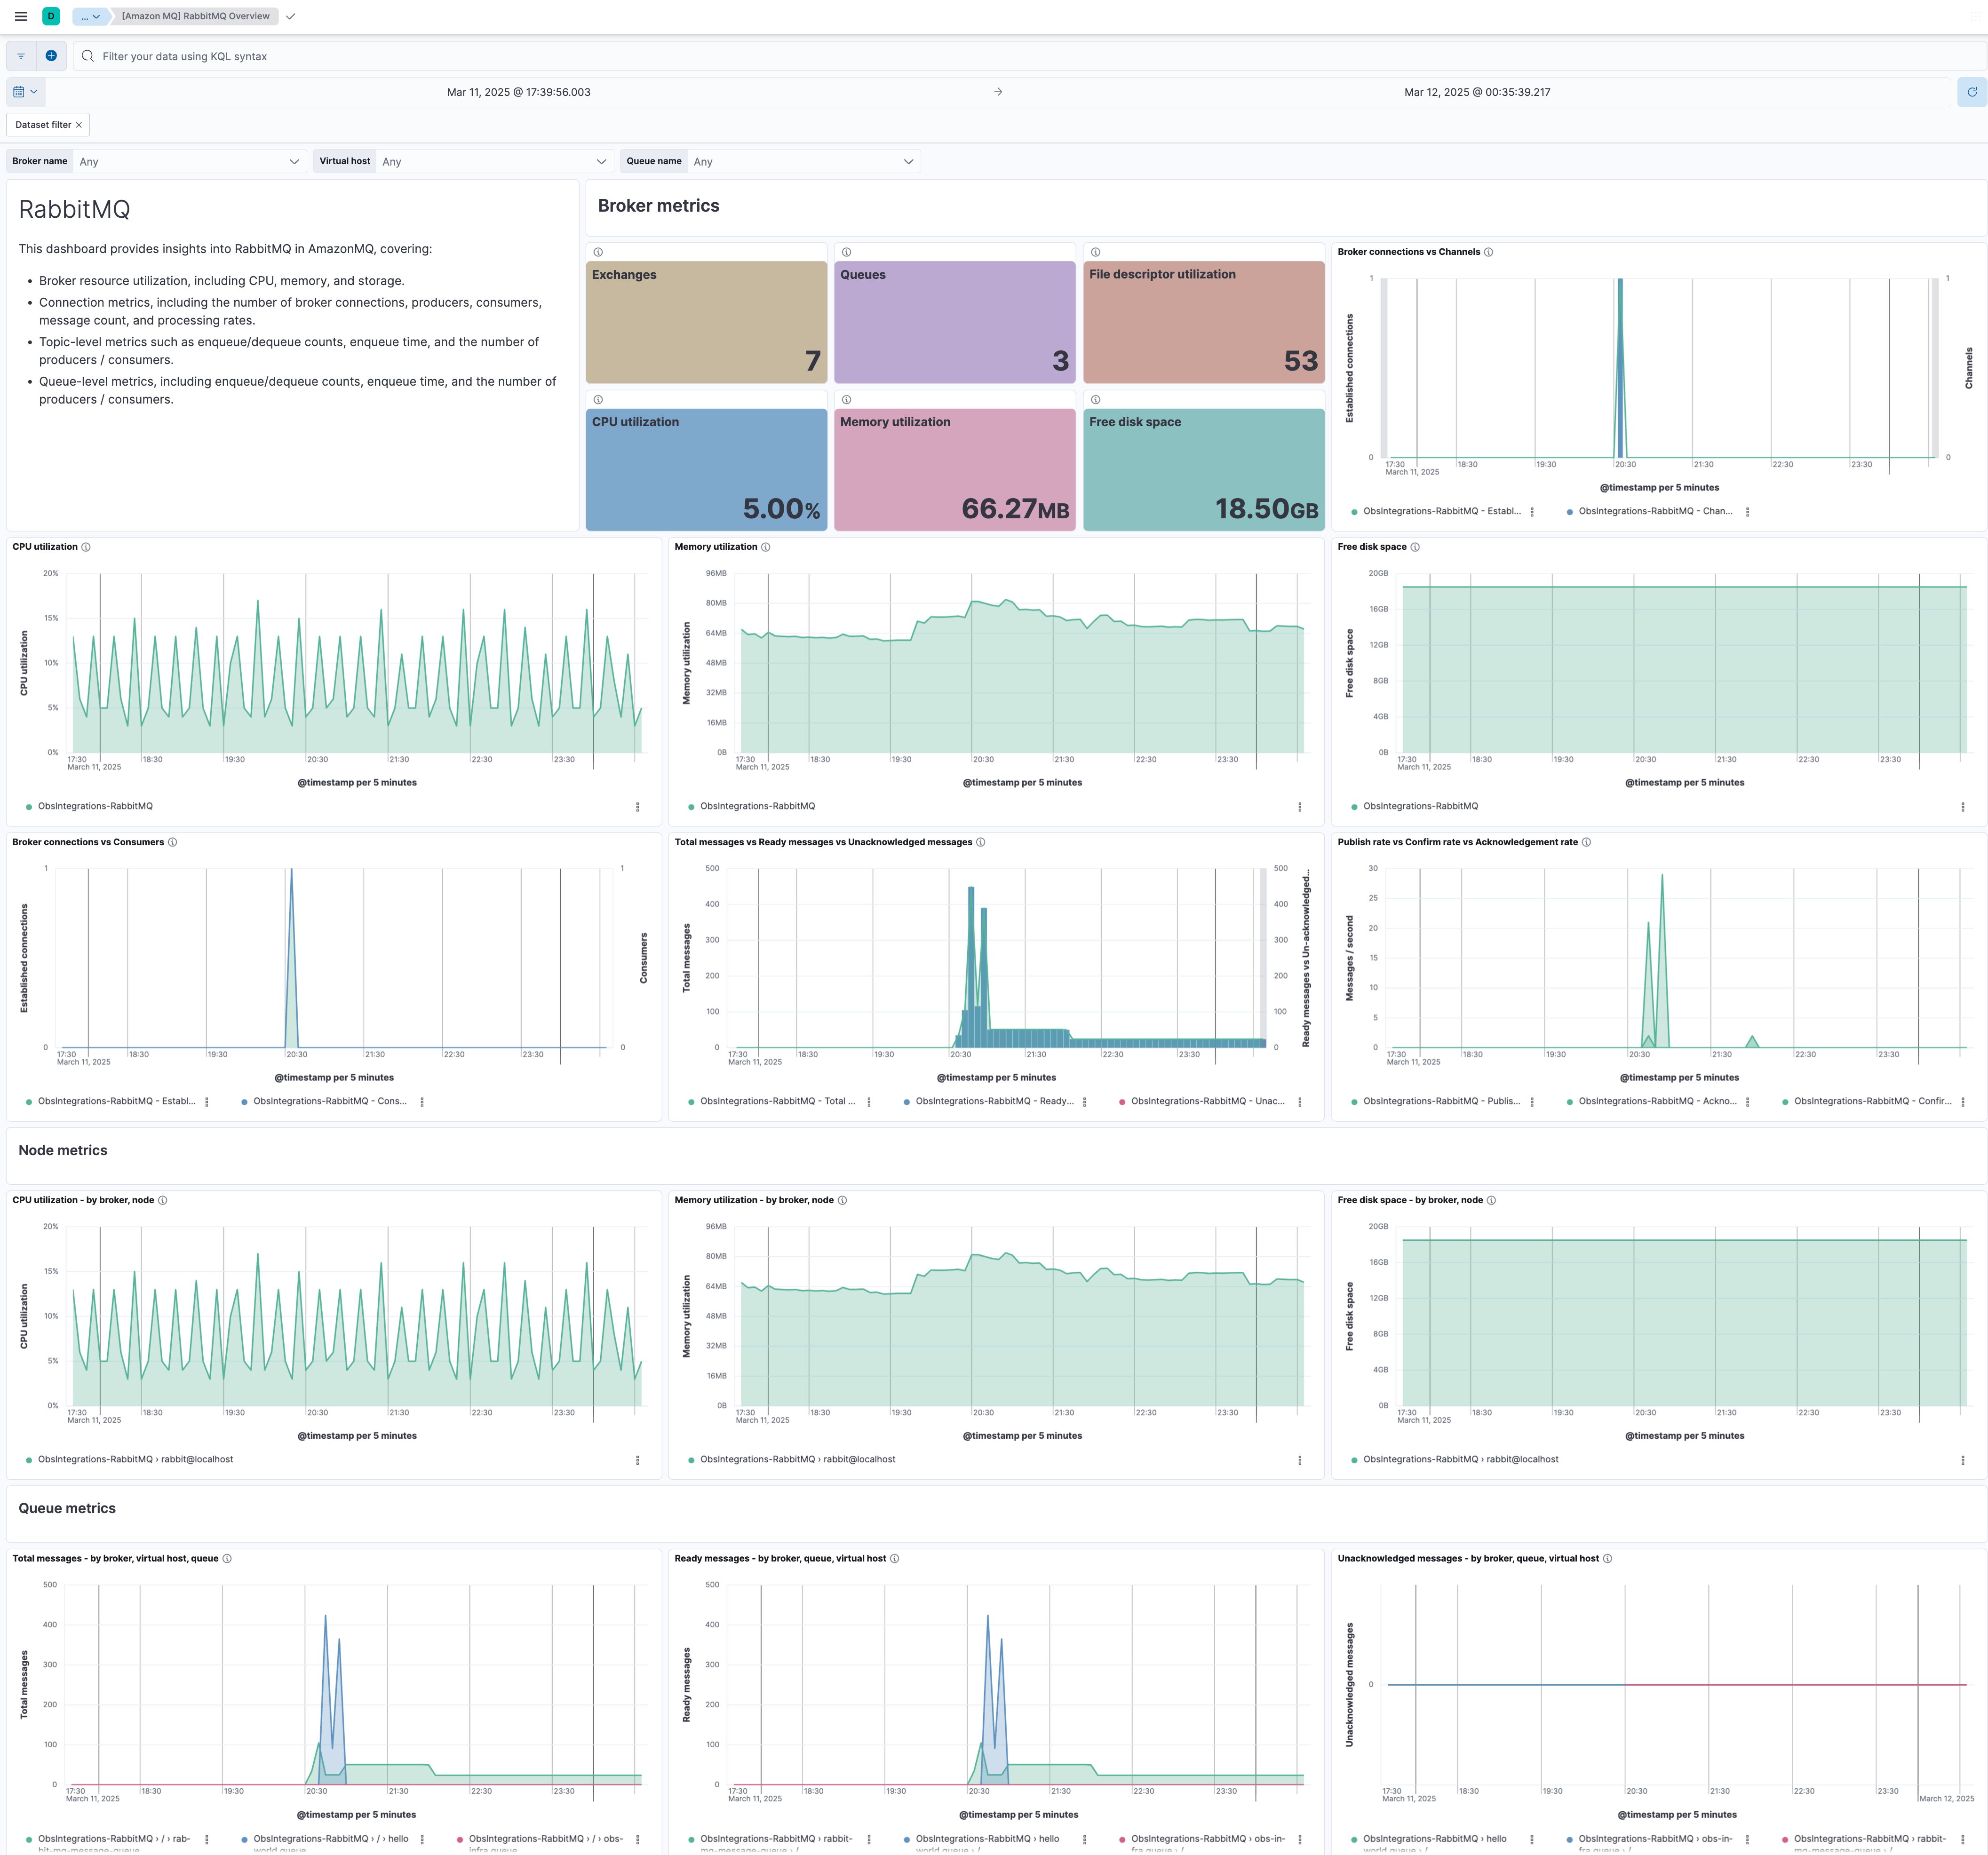 D
...
[Amazon MQ] RabbitMQ Overview
Filter your data using KQL syntax
Mar 11, 2025 @ 17:39:56.003
→
Mar 12, 2025 @ 00:35:39.217
Dataset filter ×
Broker name Any
Virtual host Any
Queue name Any
RabbitMQ
This dashboard provides insights into RabbitMQ in AmazonMQ, covering:
• Broker resource utilization, including CPU, memory, and storage.
• Connection metrics, including the number of broker connections, producers, consumers,
message count, and processing rates.
• Topic-level metrics such as enqueue/dequeue counts, enqueue time, and the number of
producers / consumers.
• Queue-level metrics, including enqueue/dequeue counts, enqueue time, and the number of
producers / consumers.
Broker metrics
Exchanges
7
Queues
3
File descriptor utilization
53
CPU utilization
5.00%
Memory utilization
66.27MB
Free disk space
18.50GB
Broker connections vs Channels
Established connections
1
0
1
0
Channels
17:30 18:30 19:30 20:30 21:30 22:30 23:30
March 11, 2025
@timestamp per 5 minutes
ObsIntegrations-RabbitMQ - Establ...
ObsIntegrations-RabbitMQ - Chan...
CPU utilization
CPU utilization
20%
15%
10%
5%
0%
17:30 18:30 19:30 20:30 21:30 22:30 23:30
March 11, 2025
@timestamp per 5 minutes
ObsIntegrations-RabbitMQ
Memory utilization
Memory utilization
96MB
80MB
64MB
48MB
32MB
16MB
0B
17:30 18:30 19:30 20:30 21:30 22:30 23:30
March 11, 2025
@timestamp per 5 minutes
ObsIntegrations-RabbitMQ
Free disk space
Free disk space
20GB
16GB
12GB
8GB
4GB
0B
17:30 18:30 19:30 20:30 21:30 22:30 23:30
March 11, 2025
@timestamp per 5 minutes
ObsIntegrations-RabbitMQ
Broker connections vs Consumers
Established connections
1
0
1
0
Consumers
17:30 18:30 19:30 20:30 21:30 22:30 23:30
March 11, 2025
@timestamp per 5 minutes
ObsIntegrations-RabbitMQ - Establ...
ObsIntegrations-RabbitMQ - Cons...
Total messages vs Ready messages vs Unacknowledged messages
Total messages
500
400
300
200
100
0
500
400
300
200
100
0
Ready messages vs Un-acknowledged...
17:30 18:30 19:30 20:30 21:30 22:30 23:30
March 11, 2025
@timestamp per 5 minutes
ObsIntegrations-RabbitMQ - Total ...
ObsIntegrations-RabbitMQ - Ready...
ObsIntegrations-RabbitMQ - Unac...
Publish rate vs Confirm rate vs Acknowledgement rate
Messages / second
30
25
20
15
10
5
0
17:30 18:30 19:30 20:30 21:30 22:30 23:30
March 11, 2025
@timestamp per 5 minutes
ObsIntegrations-RabbitMQ - Publis...
ObsIntegrations-RabbitMQ - Ackno...
ObsIntegrations-RabbitMQ - Confir...
Node metrics
CPU utilization - by broker, node
CPU utilization
20%
15%
10%
5%
0%
17:30 18:30 19:30 20:30 21:30 22:30 23:30
March 11, 2025
@timestamp per 5 minutes
ObsIntegrations-RabbitMQ › rabbit@localhost
Memory utilization - by broker, node
Memory utilization
96MB
80MB
64MB
48MB
32MB
16MB
0B
17:30 18:30 19:30 20:30 21:30 22:30 23:30
March 11, 2025
@timestamp per 5 minutes
ObsIntegrations-RabbitMQ › rabbit@localhost
Free disk space - by broker, node
Free disk space
20GB
16GB
12GB
8GB
4GB
0B
17:30 18:30 19:30 20:30 21:30 22:30 23:30
March 11, 2025
@timestamp per 5 minutes
ObsIntegrations-RabbitMQ › rabbit@localhost
Queue metrics
Total messages - by broker, virtual host, queue
Total messages
500
400
300
200
100
0
17:30 18:30 19:30 20:30 21:30 22:30 23:30
March 11, 2025
@timestamp per 5 minutes
ObsIntegrations-RabbitMQ › / › rab-
bit-mq-message-queue
ObsIntegrations-RabbitMQ › / › hello
world queue
ObsIntegrations-RabbitMQ › / › obs-
infra queue
Ready messages - by broker, queue, virtual host
Ready messages
500
400
300
200
100
0
17:30 18:30 19:30 20:30 21:30 22:30 23:30
March 11, 2025
@timestamp per 5 minutes
ObsIntegrations-RabbitMQ › rabbit-
mq-message-queue › /
ObsIntegrations-RabbitMQ › hello
world queue › /
ObsIntegrations-RabbitMQ › obs-in-
fra queue › /
Unacknowledged messages - by broker, queue, virtual host
Unacknowledged messages
0
17:30 18:30 19:30 20:30 21:30 22:30 23:30
March 11, 2025 March 12, 2025
@timestamp per 5 minutes
ObsIntegrations-RabbitMQ › hello
world queue › /
ObsIntegrations-RabbitMQ › obs-in-
fra queue › /
ObsIntegrations-RabbitMQ › rabbit-
mq-message-queue › /